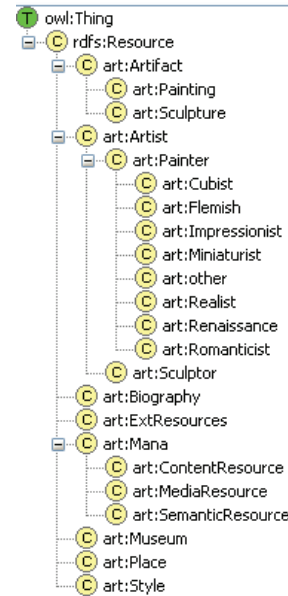 T owl:Thing
C rdfs:Resource
C art:Artifact
C art:Painting
C art:Sculpture
C art:Artist
C art:Painter
C art:Cubist
C art:Flemish
C art:Impressionist
C art:Miniaturist
C art:other
C art:Realist
C art:Renaissance
C art:Romanticist
C art:Sculptor
C art:Biography
C art:ExtResources
C art:Mana
C art:ContentResource
C art:MediaResource
C art:SemanticResource
C art:Museum
C art:Place
C art:Style